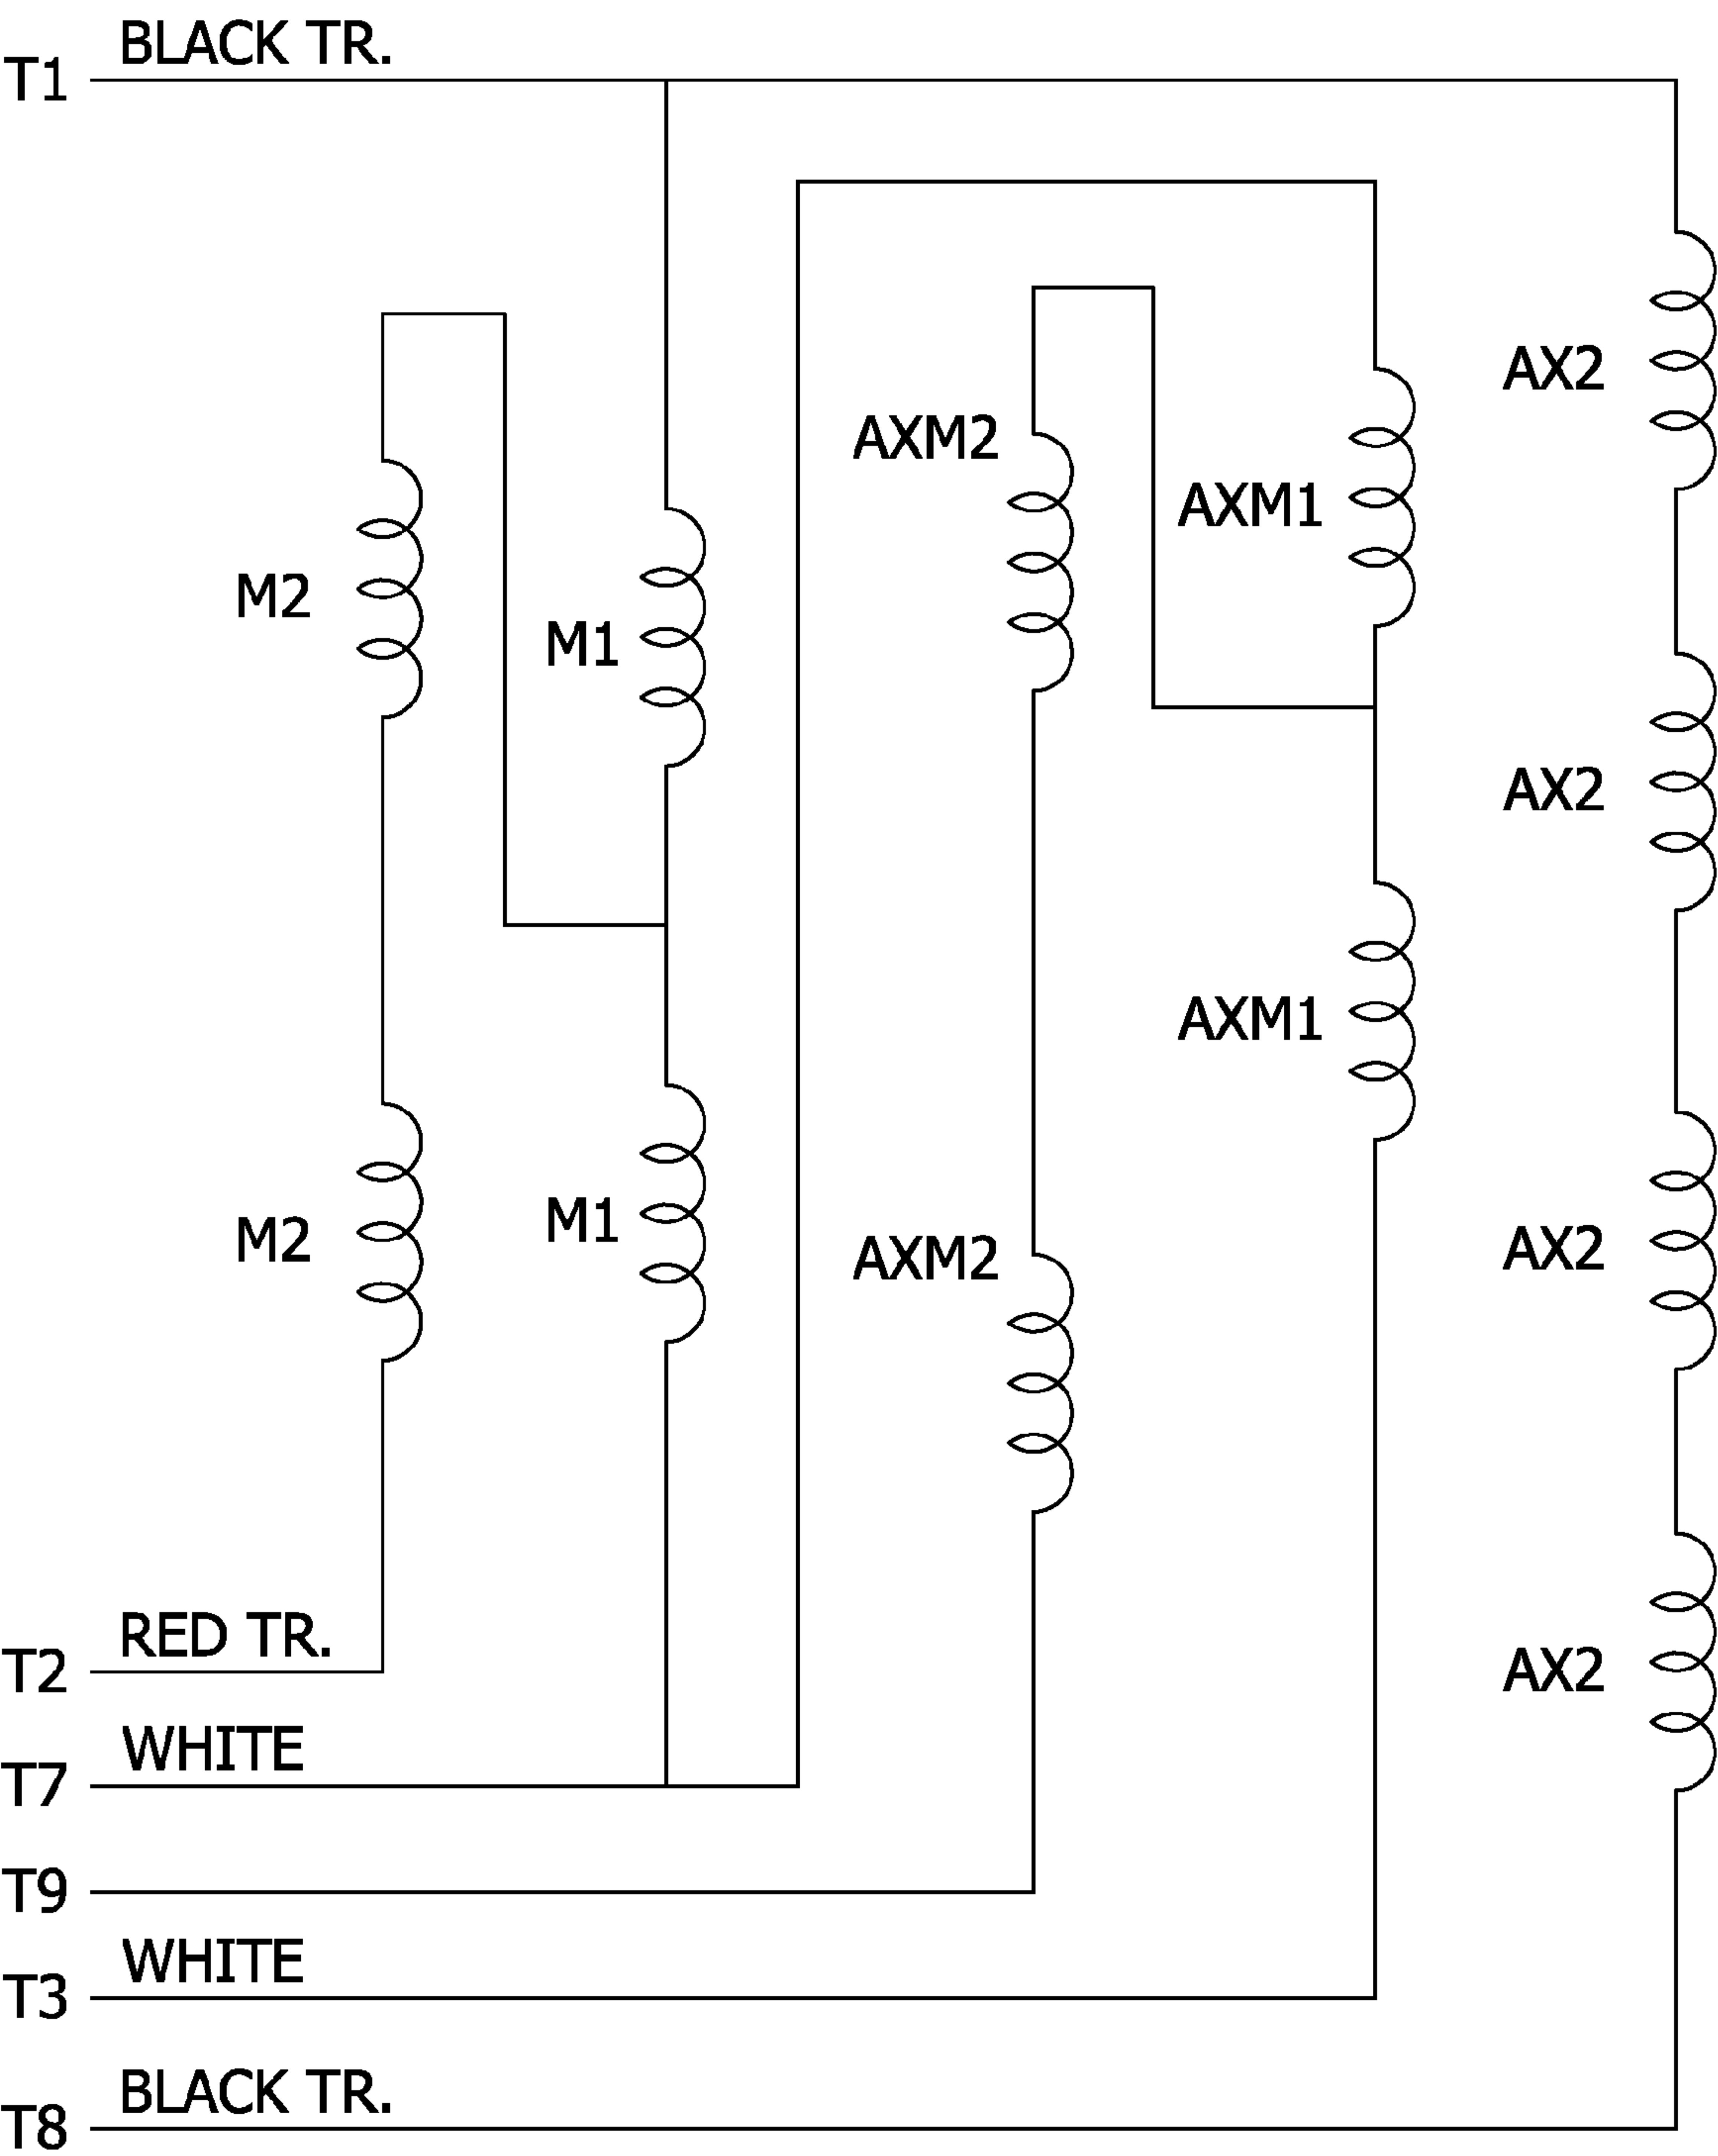 BLACK TR.
T1
AX2
AXM2
AXM1
M2
M1
AX2
AXM1
M2
M1
AXM2
AX2
RED TR.
T2
AX2
WHITE
T7
T9
WHITE
T3
BLACK TR.
T8